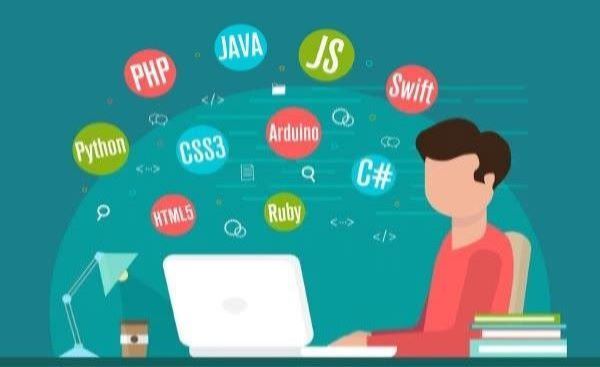 PHP
JAVA
JS
Swift
Python
CSS3
Arduino
C#
HTML5
Ruby